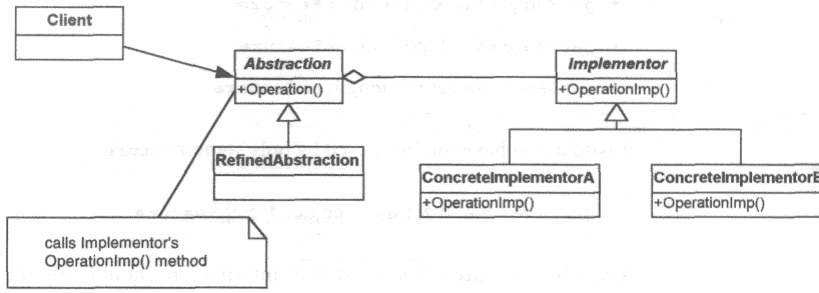 Client
Abstraction
+Operation()
Implementor
+OperationImp()
RefinedAbstraction
ConcreteImplementorA
+OperationImp()
ConcreteImplementorB
+OperationImp()
calls Implementor's
OperationImp() method